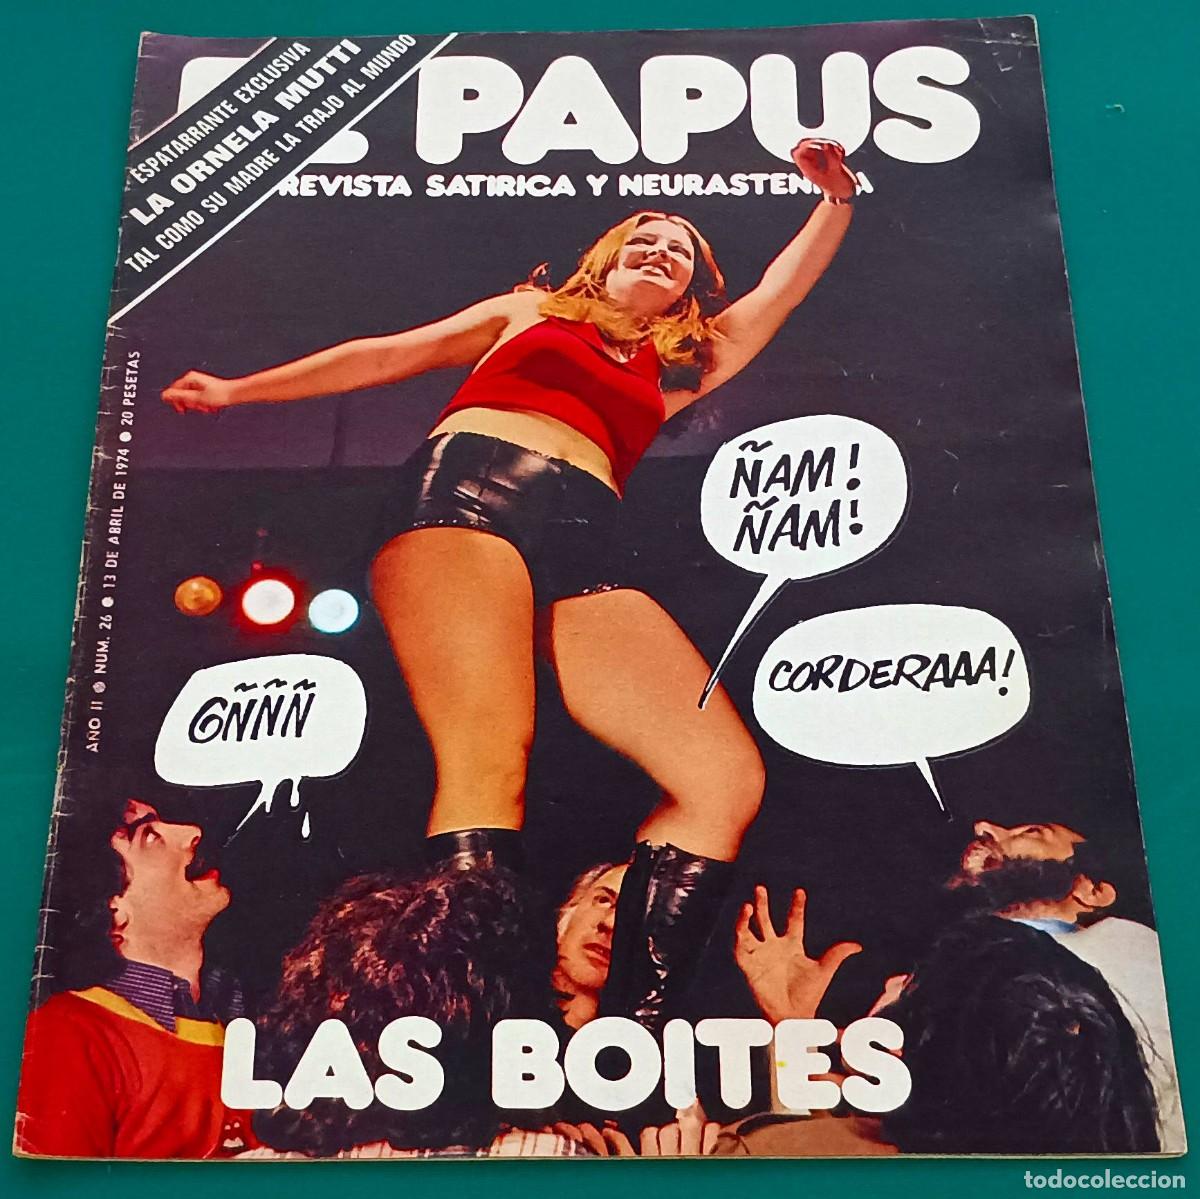 ESPATARRANTE EXCLUSIVA
LA ORNELA MUTTI
TAL COMO SU MADRE LA TRAJO AL MUNDO
PAPUS
REVISTA SATIRICA Y NEURASTENICA
AÑO II ● NUM. 26 ● 13 DE ABRIL DE 1974 ● 20 PESETAS
ÑAM!
ÑAM!
CORDERAAA!
GÑÑÑ
LAS BOITES
todocoleccion